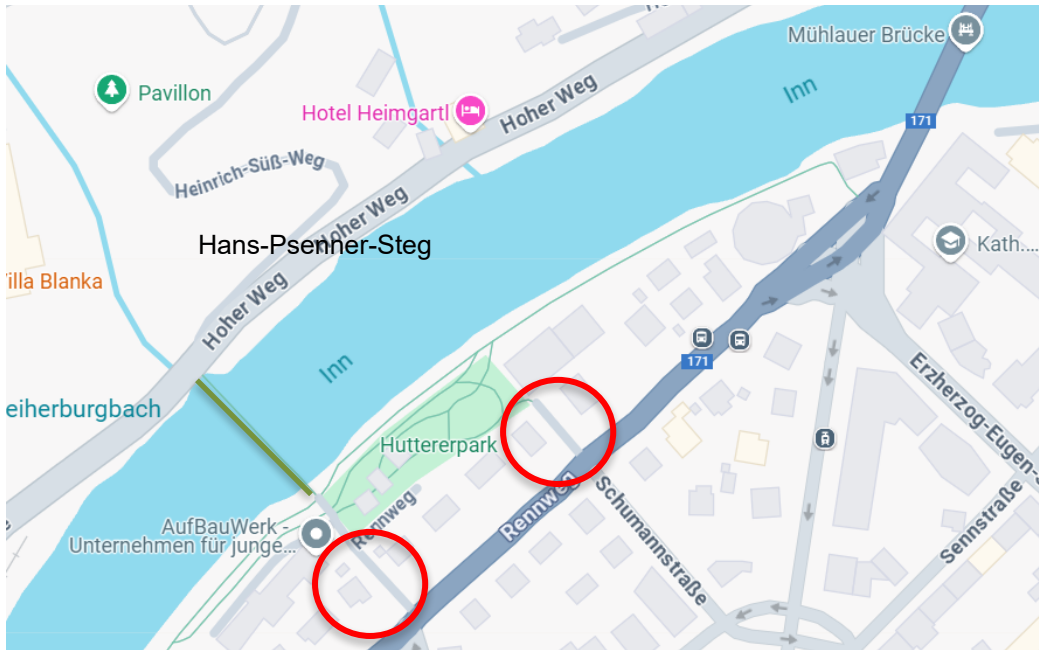 Mühlauer Brücke
Inn
Pavillon
Hotel Heimgartl
Hoher Weg
171
Heinrich-Süß-Weg
Hoher Weg
Hans-Psenner-Steg
Kath....
illa Blanka
Hoher Weg
Inn
171
eiherburgbach
Erzherzog-Eugen-S
Huttererpark
Rennweg
Rennweg
Schumannstraße
Sennstraße
AufBauWerk -
Unternehmen für junge...